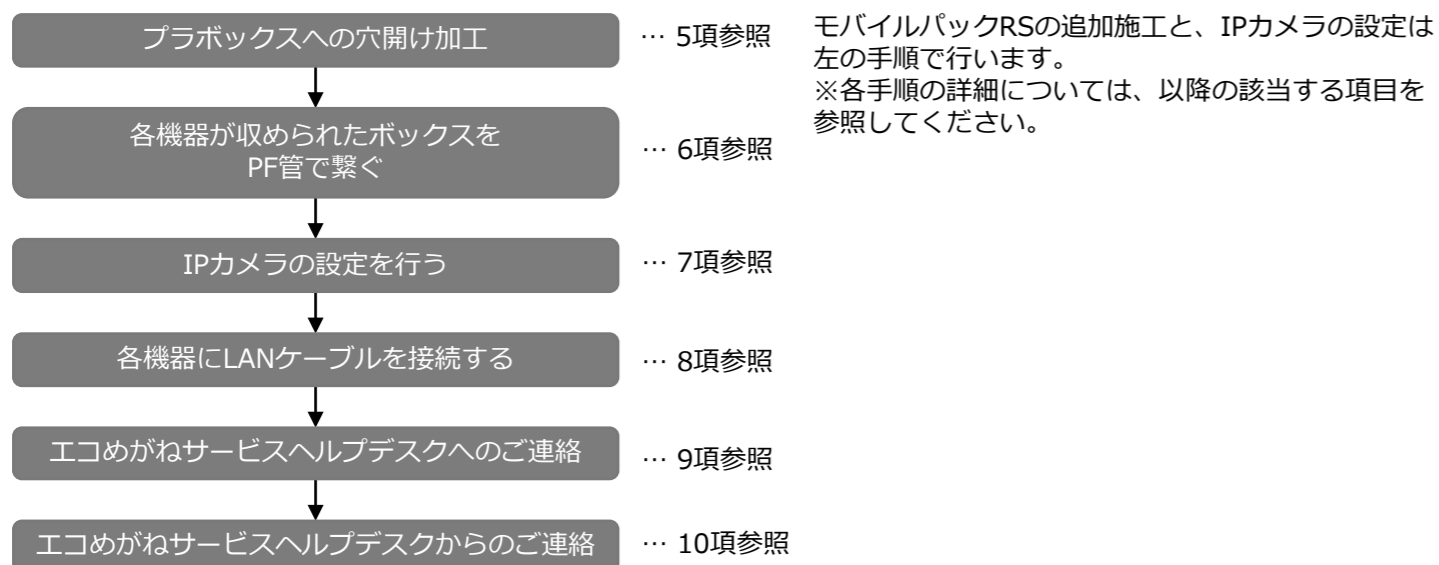 プラボックスへの穴開け加工
… 5項参照
各機器が収められたボックスを
PF管で繋ぐ
… 6項参照
IPカメラの設定を行う
… 7項参照
各機器にLANケーブルを接続する
… 8項参照
エコめがねサービスヘルプデスクへのご連絡
… 9項参照
エコめがねサービスヘルプデスクからのご連絡
… 10項参照
モバイルパックRSの追加施工と、IPカメラの設定は
左の手順で行います。
※各手順の詳細については、以降の該当する項目を
参照してください。